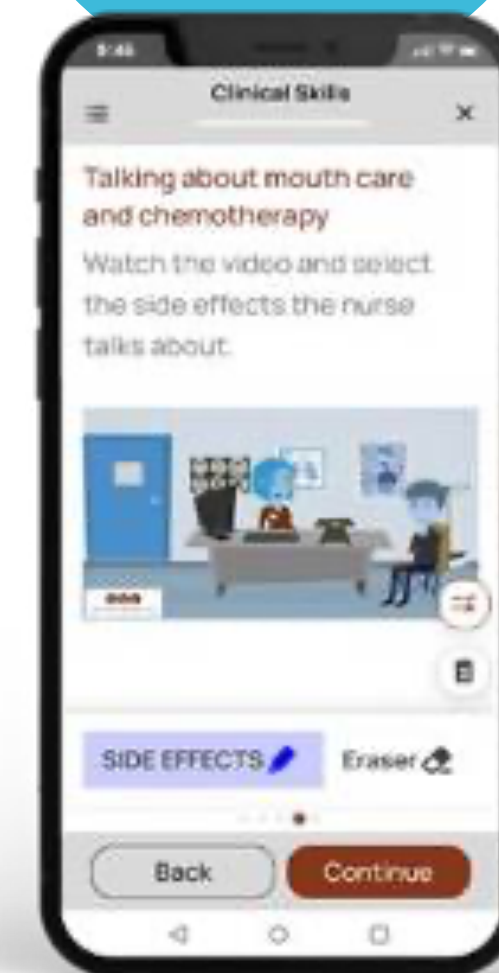 9:45
Clinical Skills
Talking about mouth care
and chemotherapy
Watch the video and select
the side effects the nurse
talks about.
SIDE EFFECTS
Eraser
Back
Continue